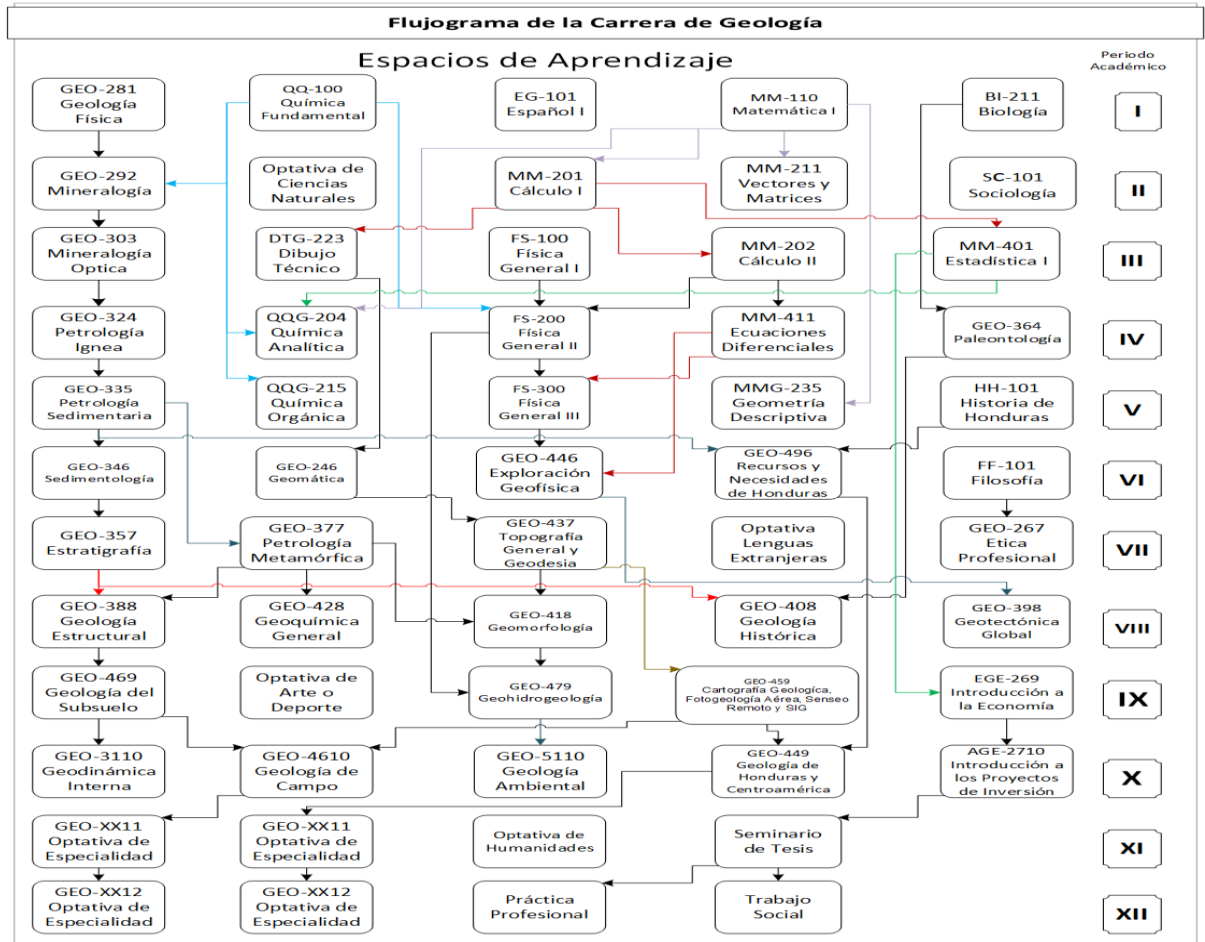 Flujograma de la Carrera de Geología
Espacios de Aprendizaje
Periodo
Académico
GEO-281
Geología
Física
QQ-100
Química
Fundamental
EG-101
Español I
MM-110
Matemática I
BI-211
Biología
I
GEO-292
Mineralogía
Optativa de
Ciencias
Naturales
MM-201
Cálculo I
MM-211
Vectores y
Matrices
SC-101
Sociología
II
GEO-303
Mineralogía
Optica
DTG-223
Dibujo
Técnico
FS-100
Física
General I
MM-202
Cálculo II
MM-401
Estadística I
III
GEO-324
Petrología
Ignea
QQG-204
Química
Analítica
FS-200
Física
General II
MM-411
Ecuaciones
Diferenciales
GEO-364
Paleontología
IV
GEO-335
Petrología
Sedimentaria
QQG-215
Química
Orgánica
FS-300
Física
General III
MMG-235
Geometría
Descriptiva
HH-101
Historia de
Honduras
V
GEO-346
Sedimentología
GEO-246
Geomática
GEO-446
Exploración
Geofísica
GEO-496
Recursos y
Necesidades
de Honduras
FF-101
Filosofía
VI
GEO-357
Estratigrafía
GEO-377
Petrología
Metamórfica
GEO-437
Topografía
General y
Geodesia
Optativa
Lenguas
Extranjeras
GEO-267
Etica
Profesional
VII
GEO-388
Geología
Estructural
GEO-428
Geoquímica
General
GEO-418
Geomorfología
GEO-408
Geología
Histórica
GEO-398
Geotectónica
Global
VIII
GEO-469
Geología del
Subsuelo
Optativa de
Arte o
Deporte
GEO-479
Geohidrogeología
GEO-459
Cartografía Geologíca,
Fotogeología Aérea, Senseo
Remoto y SIG
EGE-269
Introducción a
la Economía
IX
GEO-3110
Geodinámica
Interna
GEO-4610
Geología de
Campo
GEO-5110
Geología
Ambiental
GEO-449
Geología de
Honduras y
Centroamérica
AGE-2710
Introducción a
los Proyectos
de Inversión
X
GEO-XX11
Optativa de
Especialidad
GEO-XX11
Optativa de
Especialidad
Optativa de
Humanidades
Seminario
de Tesis
XI
GEO-XX12
Optativa de
Especialidad
GEO-XX12
Optativa de
Especialidad
Práctica
Profesional
Trabajo
Social
XII